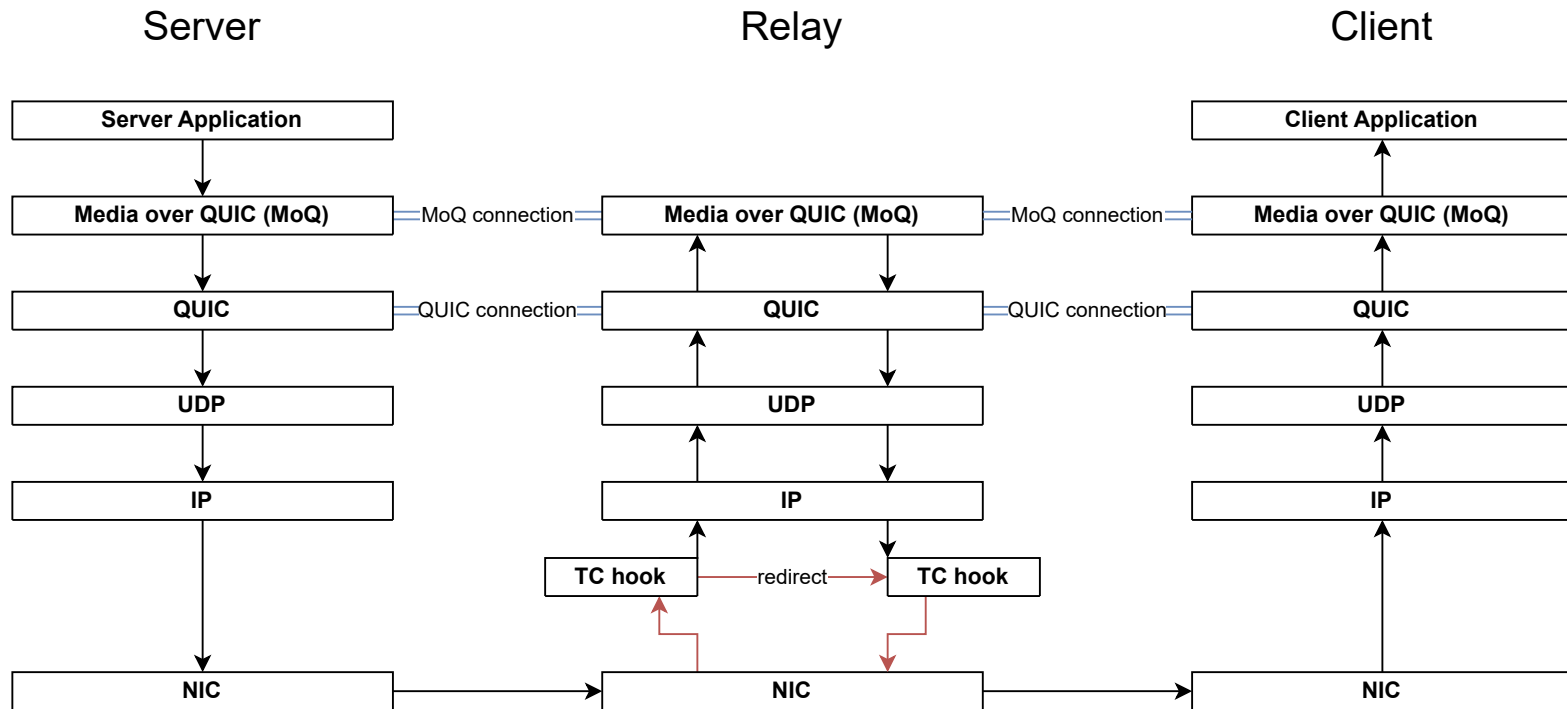 Server Relay Client
Server Application Client Application
Media over QUIC (MoQ) MoQ connection Media over QUIC (MoQ) MoQ connection Media over QUIC (MoQ)
QUIC QUIC connection QUIC QUIC connection QUIC
UDP UDP UDP
IP IP IP
TC hook redirect TC hook
NIC NIC NIC